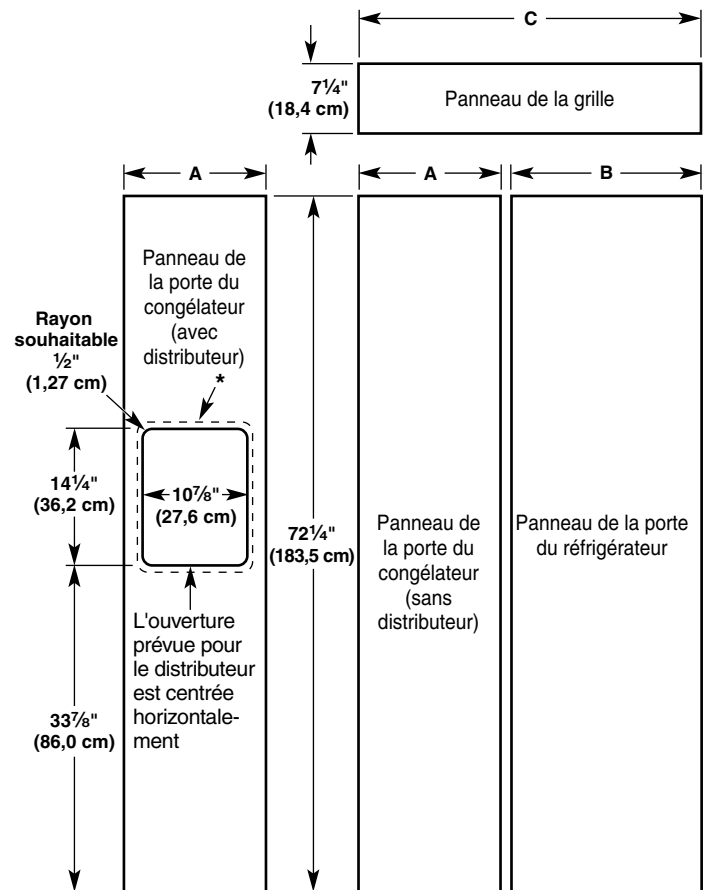 C
7¼"
(18,4 cm)
Panneau de la grille
A
A
B
Panneau de
la porte du
congélateur
(avec
distributeur)
*
Rayon
souhaitable
½"
(1,27 cm)
14¼"
(36,2 cm)
10⅞"
(27,6 cm)
72¼"
(183,5 cm)
Panneau de
la porte du
congélateur
(sans
distributeur)
Panneau de la porte
du réfrigérateur
L'ouverture
prévue pour
le distributeur
est centrée
horizontale-
ment
33⅞"
(86,0 cm)